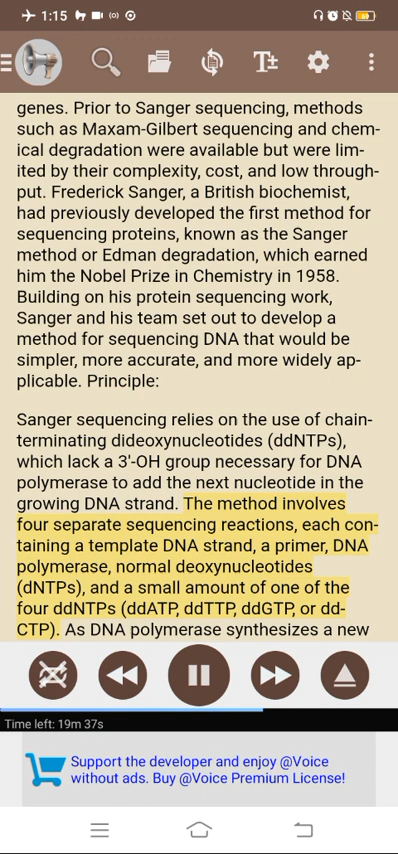 1:15
T±
genes. Prior to Sanger sequencing, methods
such as Maxam-Gilbert sequencing and chem-
ical degradation were available but were lim-
ited by their complexity, cost, and low through-
put. Frederick Sanger, a British biochemist,
had previously developed the first method for
sequencing proteins, known as the Sanger
method or Edman degradation, which earned
him the Nobel Prize in Chemistry in 1958.
Building on his protein sequencing work,
Sanger and his team set out to develop a
method for sequencing DNA that would be
simpler, more accurate, and more widely ap-
plicable. Principle:
Sanger sequencing relies on the use of chain-
terminating dideoxynucleotides (ddNTPs),
which lack a 3'-OH group necessary for DNA
polymerase to add the next nucleotide in the
growing DNA strand. The method involves
four separate sequencing reactions, each con-
taining a template DNA strand, a primer, DNA
polymerase, normal deoxynucleotides
(dNTPs), and a small amount of one of the
four ddNTPs (ddATP, ddTTP, ddGTP, or dd-
CTP). As DNA polymerase synthesizes a new
Time left: 19m 37s
Support the developer and enjoy @Voice
without ads. Buy @Voice Premium License!